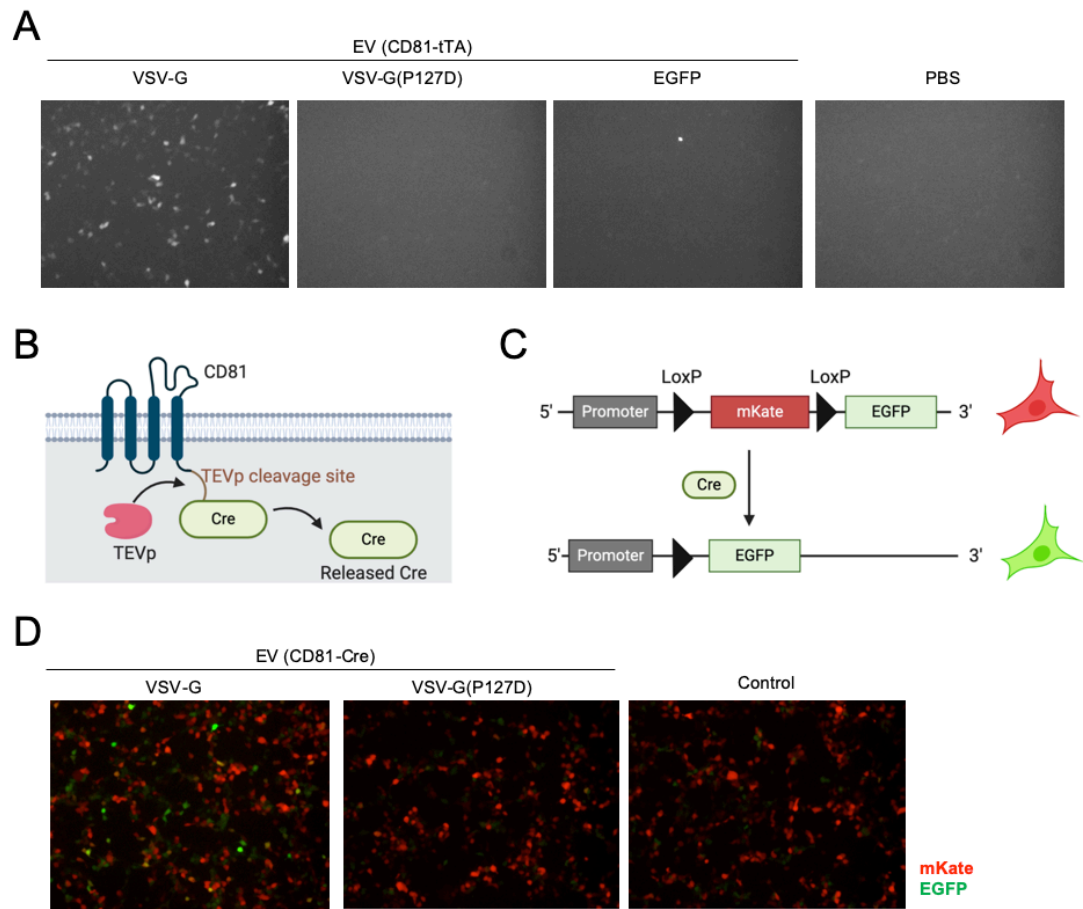 A
EV (CD81-tTA)
VSV-G VSV-G(P127D) EGFP PBS
B
CD81
TEVp cleavage site
Cre
TEVp
Cre
Released Cre
C
LoxP LoxP
5' Promoter mKate EGFP 3'
Cre
5' Promoter EGFP 3'
D
EV (CD81-Cre)
VSV-G VSV-G(P127D) Control
mKate
EGFP